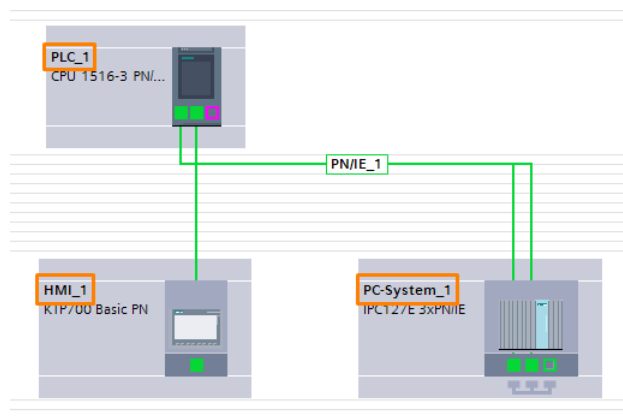 PLC_1
CPU 1516-3 PN/...
PN/IE_1
HMI_1
KTP700 Basic PN
PC-System_1
IPC127E 3xPN/IE